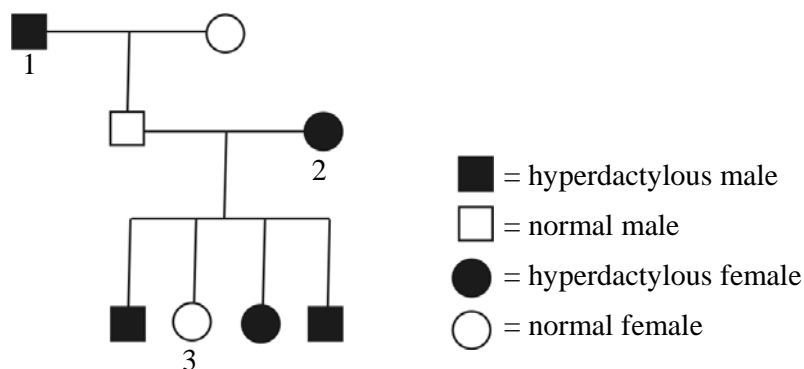 1
2
3
= hyperdactylous male
= normal male
= hyperdactylous female
= normal female